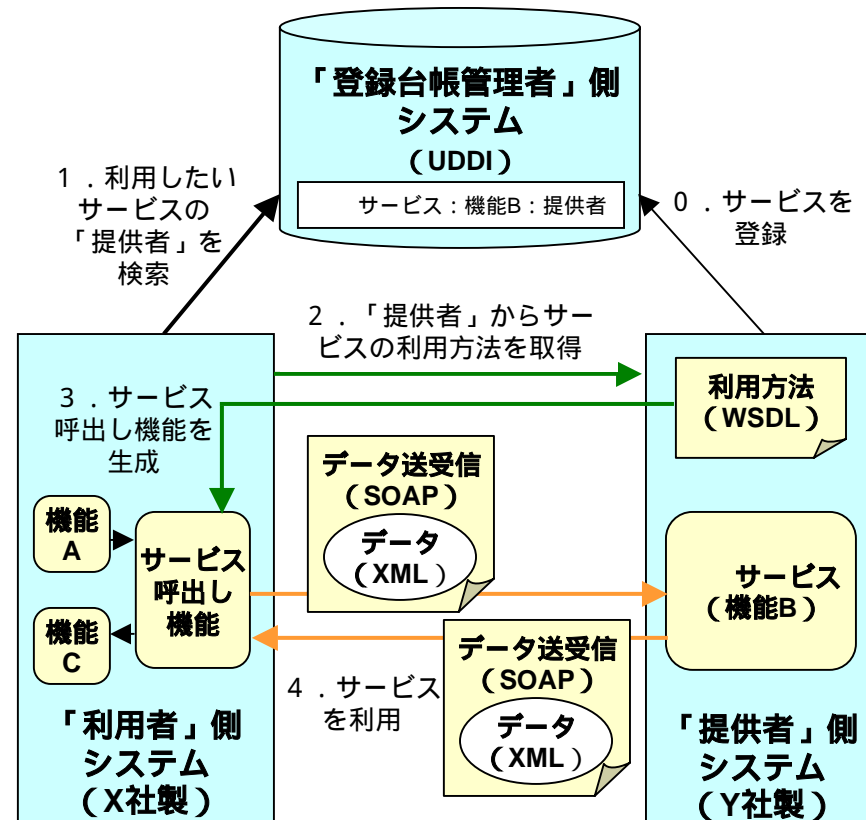 「登録台帳管理者」側
システム
（UDDI）
サービス：機能B：提供者
１．利用したい
サービスの
「提供者」を
検索
０．サービスを
登録
２．「提供者」からサー
ビスの利用方法を取得
利用方法
（WSDL）
３．サービス
呼出し機能を
生成
データ送受信
（SOAP）
データ
（XML）
機能
A
サービス
呼出し
機能
機能
C
サービス
（機能B）
４．サービス
を利用
データ送受信
（SOAP）
データ
（XML）
「利用者」側
システム
（X社製）
「提供者」側
システム
（Y社製）